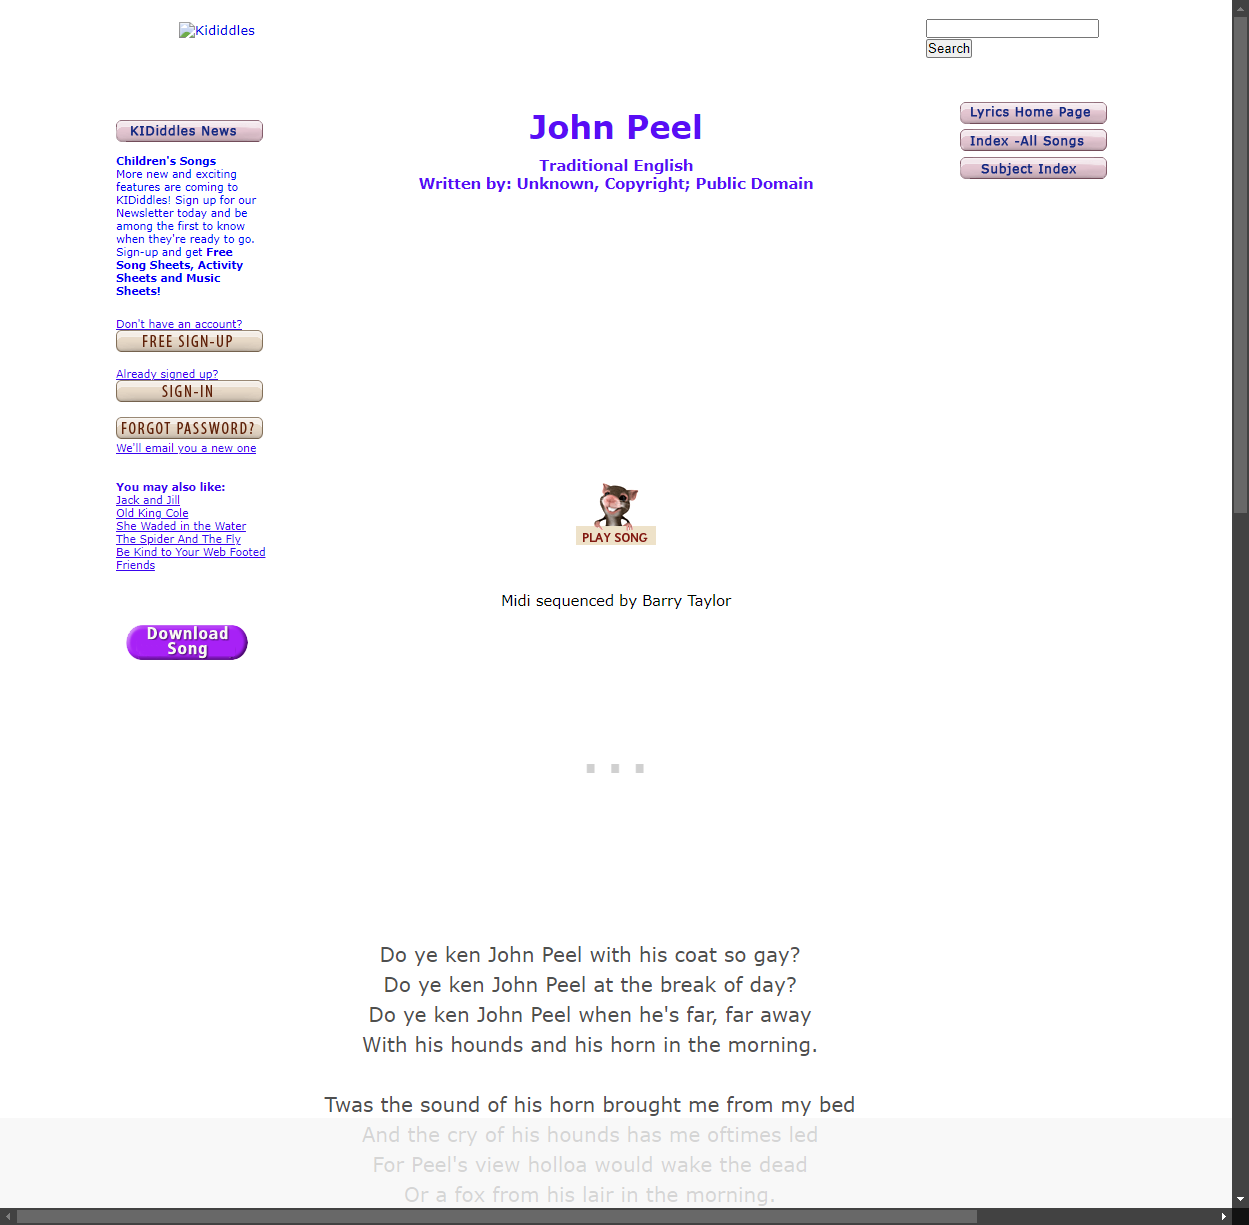 Kididdles
Search
KIDiddles News
Children's Songs
More new and exciting
features are coming to
KIDiddles! Sign up for our
Newsletter today and be
among the first to know
when they're ready to go.
Sign-up and get Free
Song Sheets, Activity
Sheets and Music
Sheets!
Don't have an account?
FREE SIGN-UP
Already signed up?
SIGN-IN
FORGOT PASSWORD?
We'll email you a new one
You may also like:
Jack and Jill
Old King Cole
She Waded in the Water
The Spider And The Fly
Be Kind to Your Web Footed
Friends
Download
Song
John Peel
Traditional English
Written by: Unknown, Copyright; Public Domain
PLAY SONG
Midi sequenced by Barry Taylor
Do ye ken John Peel with his coat so gay?
Do ye ken John Peel at the break of day?
Do ye ken John Peel when he's far, far away
With his hounds and his horn in the morning.
Twas the sound of his horn brought me from my bed
And the cry of his hounds has me oftimes led
For Peel's view holloa would wake the dead
Or a fox from his lair in the morning.
Lyrics Home Page
Index -All Songs
Subject Index